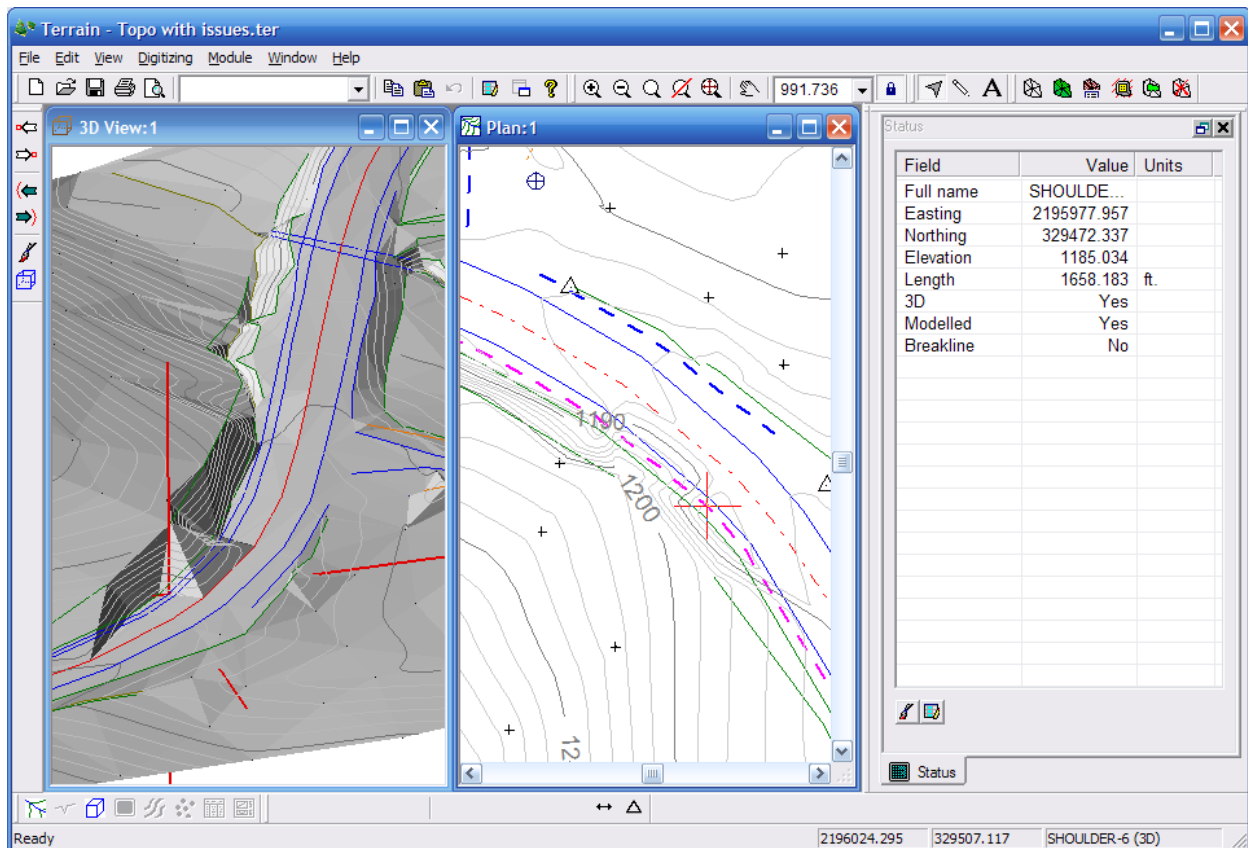 Terrain - Topo with issues.ter
File Edit View Digitizing Module Window Help
991.736
A
3D View:1
Plan:1
1190
1200
12
Status
Field Value Units
Full name SHOULDE...
Easting 2195977.957
Northing 329472.337
Elevation 1185.034
Length 1658.183 ft.
3D Yes
Modelled Yes
Breakline No
Status
Ready 2196024.295 329507.117 SHOULDER-6 (3D)